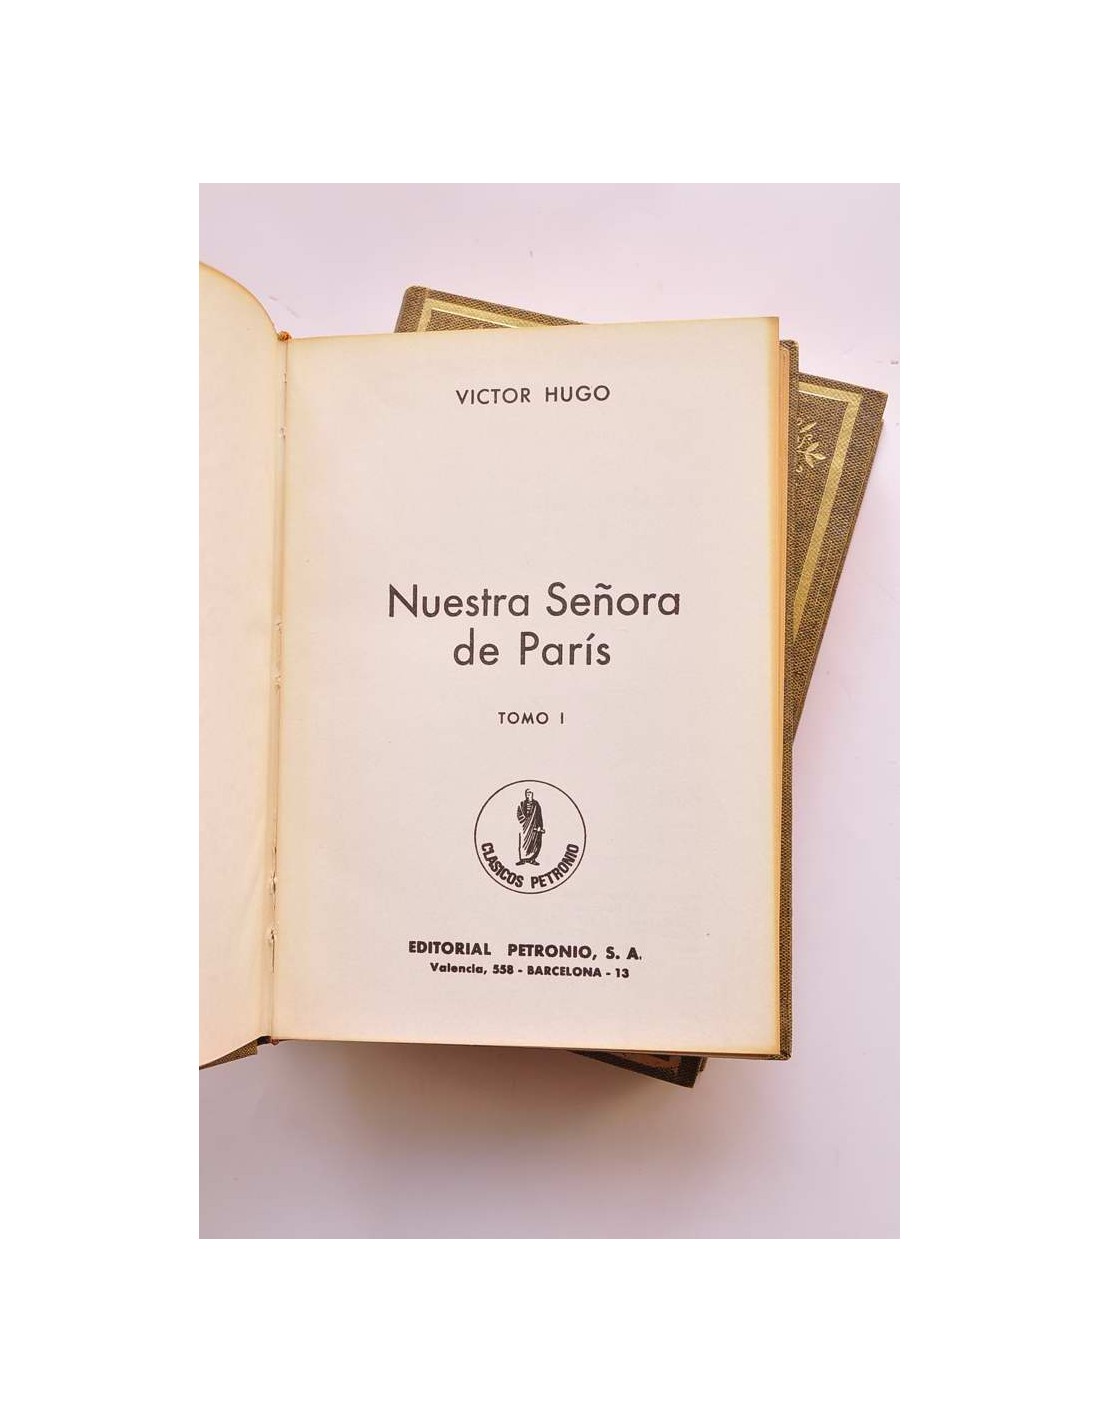 VICTOR HUGO
Nuestra Señora
de París
TOMO I
CLASICOS PETRONIO
EDITORIAL PETRONIO, S. A.
Valencia, 558 - BARCELONA - 13